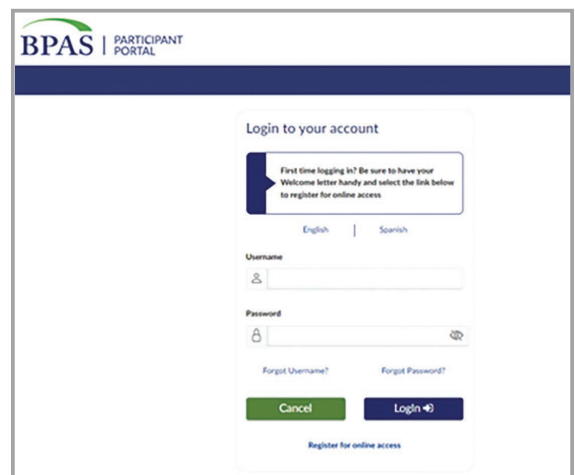 BPAS | PARTICIPANT
PORTAL
Login to your account
First time logging in? Be sure to have your
Welcome letter handy and select the link below
to register for online access
English | Spanish
Username
Password
Forgot Username? Forgot Password?
Cancel LogIn
Register for online access